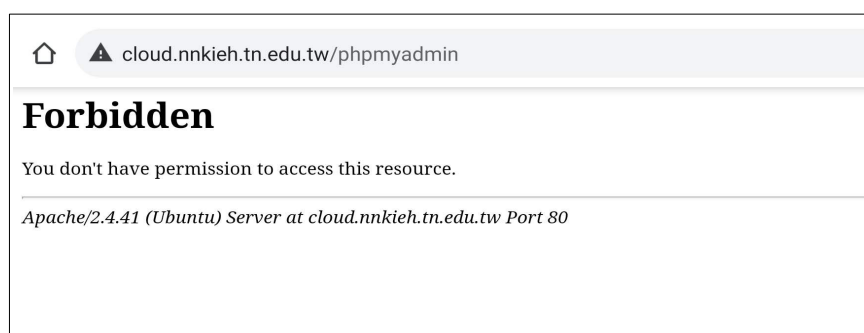 cloud.nnkieh.tn.edu.tw/phpmyadmin
Forbidden
You don't have permission to access this resource.
Apache/2.4.41 (Ubuntu) Server at cloud.nnkieh.tn.edu.tw Port 80